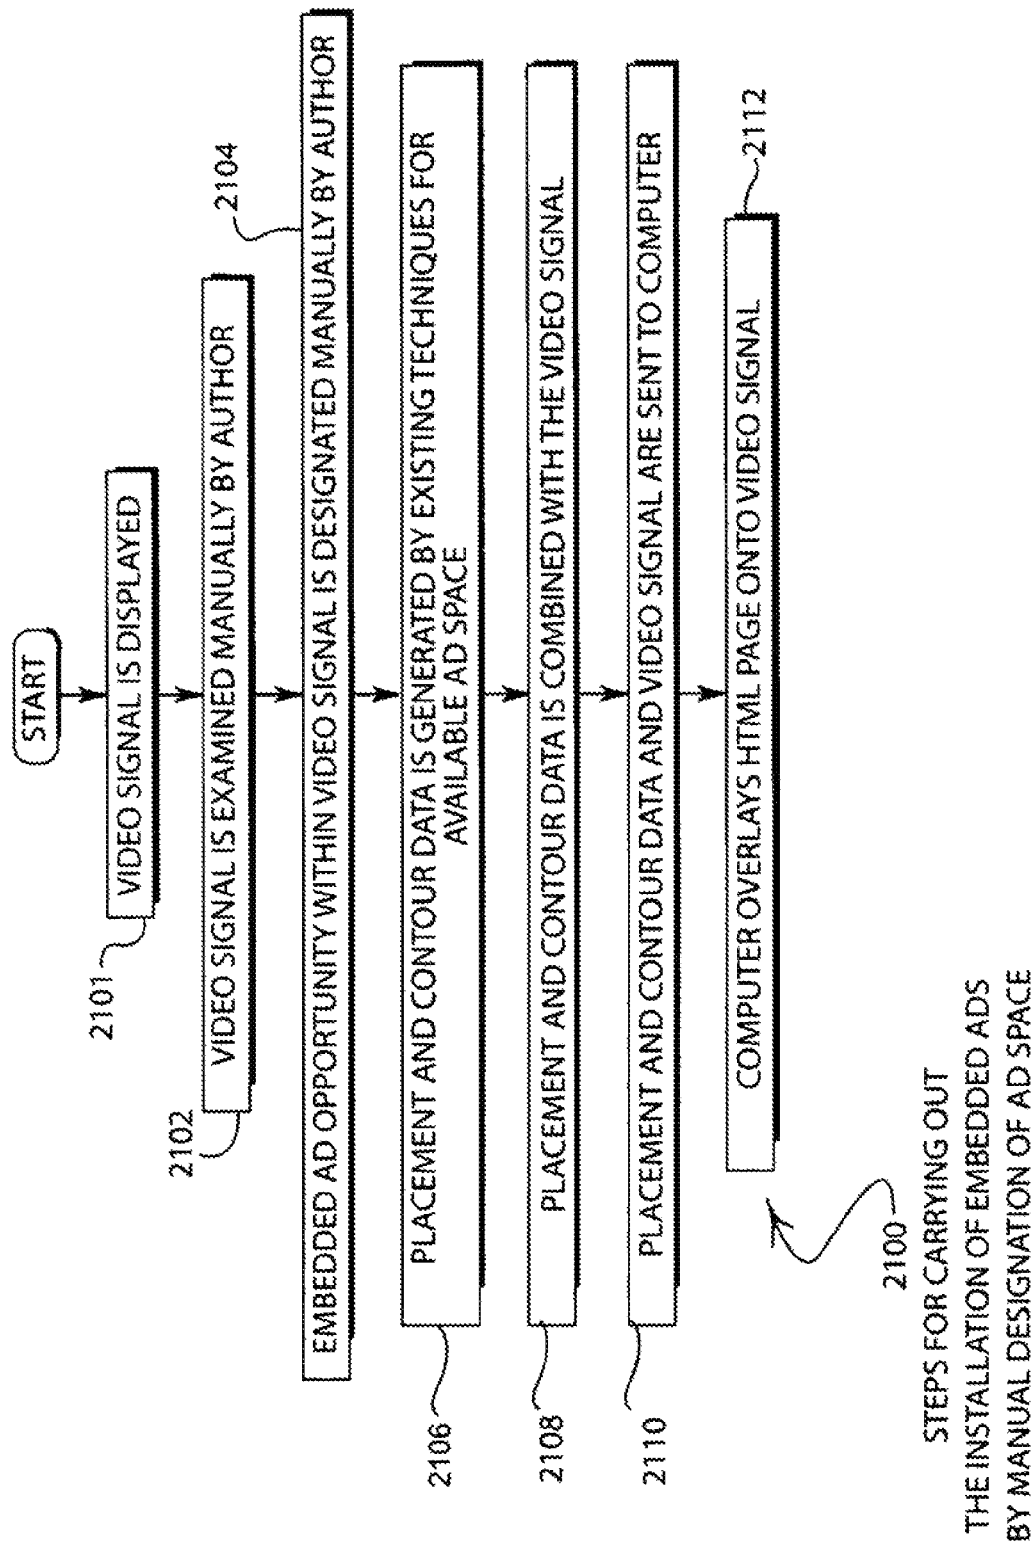 START
VIDEO SIGNAL IS DISPLAYED
2101
VIDEO SIGNAL IS EXAMINED MANUALLY BY AUTHOR
2102
EMBEDDED AD OPPORTUNITY WITHIN VIDEO SIGNAL IS DESIGNATED MANUALLY BY AUTHOR
2104
PLACEMENT AND CONTOUR DATA IS GENERATED BY EXISTING TECHNIQUES FOR
AVAILABLE AD SPACE
2106
PLACEMENT AND CONTOUR DATA IS COMBINED WITH THE VIDEO SIGNAL
2108
PLACEMENT AND CONTOUR DATA AND VIDEO SIGNAL ARE SENT TO COMPUTER
2110
COMPUTER OVERLAYS HTML PAGE ONTO VIDEO SIGNAL
2112
2100
STEPS FOR CARRYING OUT
THE INSTALLATION OF EMBEDDED ADS
BY MANUAL DESIGNATION OF AD SPACE